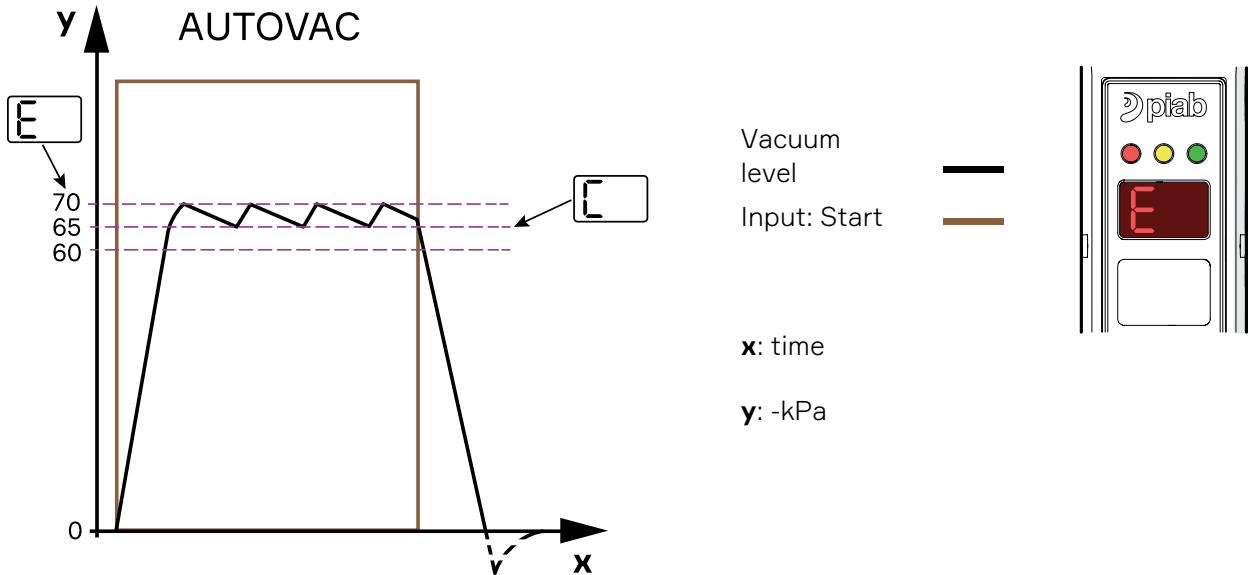 y
AUTOVAC
E
70
65
60
C
0
x
Vacuum
level
Input: Start
x: time
y: -kPa
piab
E